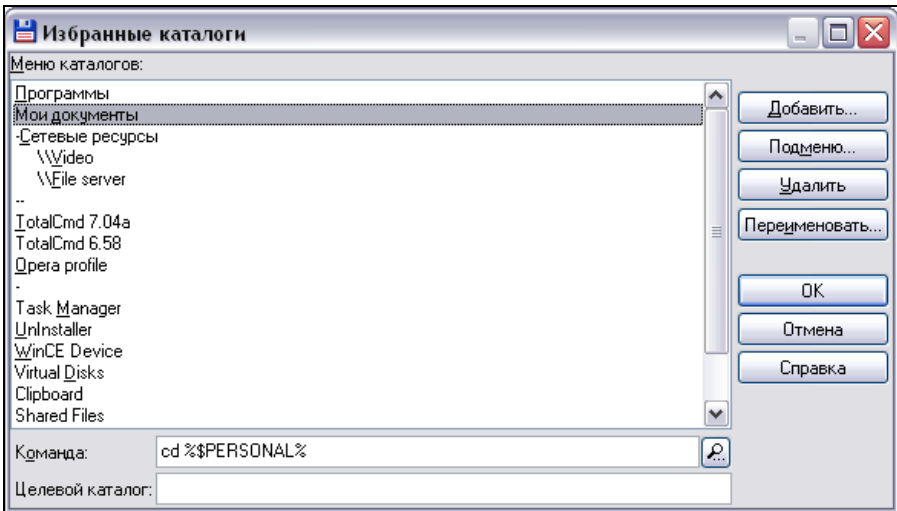 Избранные каталоги
Меню каталогов:
Программы
Мои документы
-Сетевые ресурсы
\\Video
\\File server
--
TotalCmd 7.04a
TotalCmd 6.58
Opera profile
-
Task Manager
UnInstaller
WinCE Device
Virtual Disks
Clipboard
Shared Files
Добавить...
Подменю...
Удалить
Переименовать...
OK
Отмена
Справка
Команда: cd %$PERSONAL%
Целевой каталог: